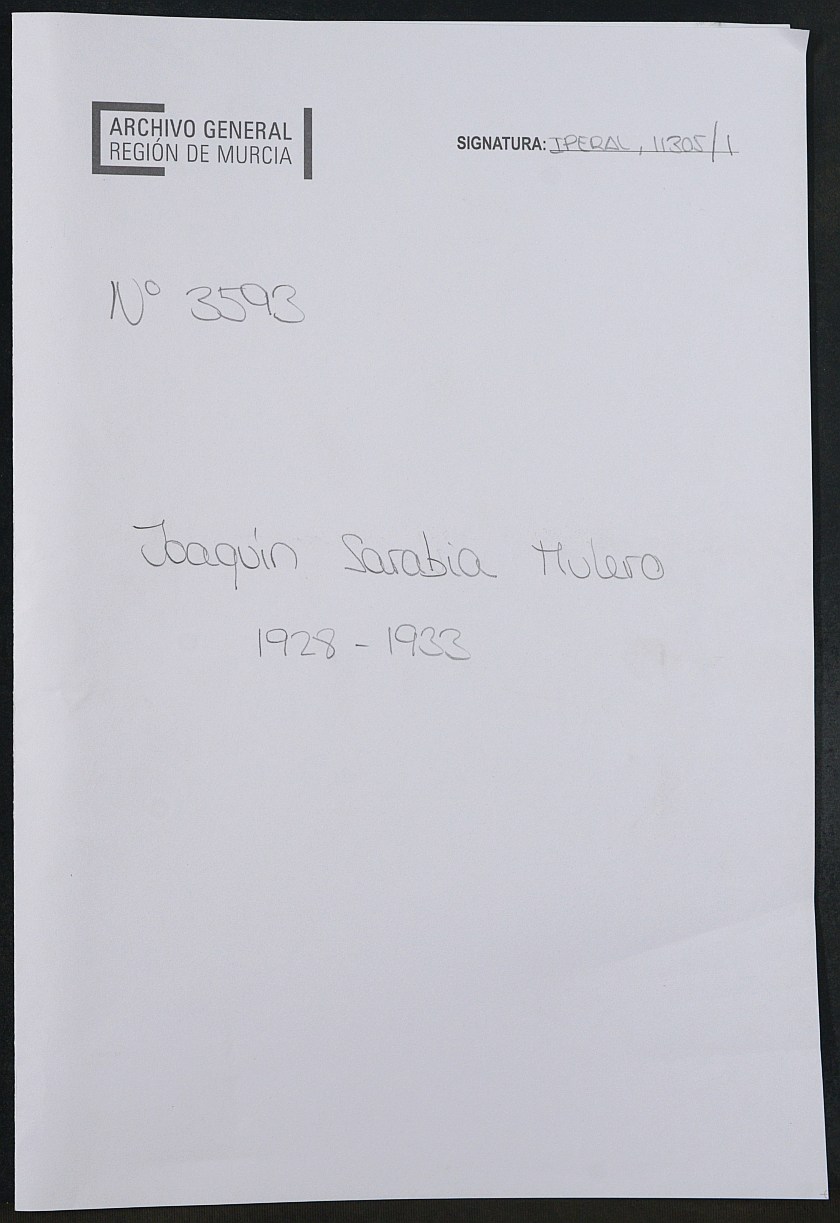 ARCHIVO GENERAL
REGIÓN DE MURCIA
SIGNATURA: IPERAL, 11305/1
Nº 3593
Joaquín Sarabia Mulero
1928 - 1933